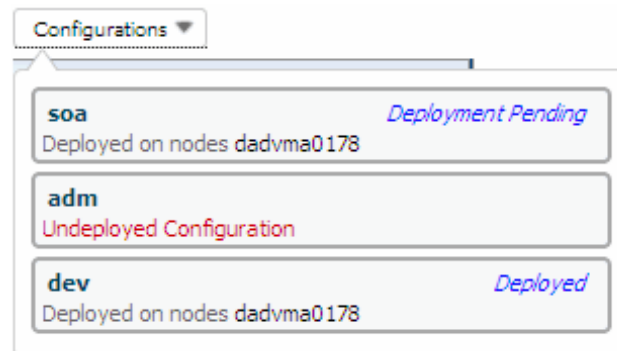 Configurations
soa Deployment Pending
Deployed on nodes dadvma0178
adm
Undeployed Configuration
dev Deployed
Deployed on nodes dadvma0178